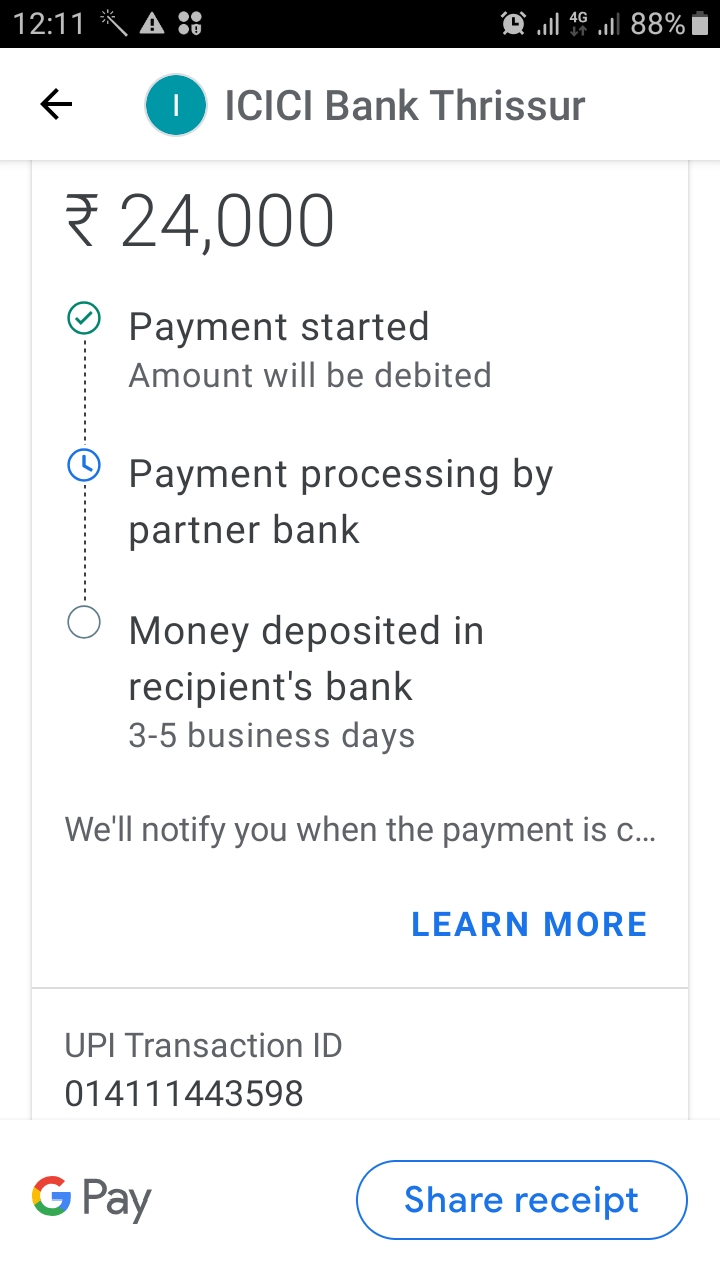 12:11 4G 88%
I ICICI Bank Thrissur
₹ 24,000
Payment started
Amount will be debited
Payment processing by
partner bank
Money deposited in
recipient's bank
3-5 business days
We'll notify you when the payment is c...
LEARN MORE
UPI Transaction ID
014111443598
G Pay
Share receipt